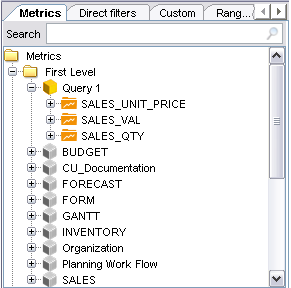 Metrics Direct filters Custom Rang...
Search
Metrics
First Level
Query 1
SALES_UNIT_PRICE
SALES_VAL
SALES_QTY
BUDGET
CU_Documentation
FORECAST
FORM
GANTT
INVENTORY
Organization
Planning Work Flow
SALES